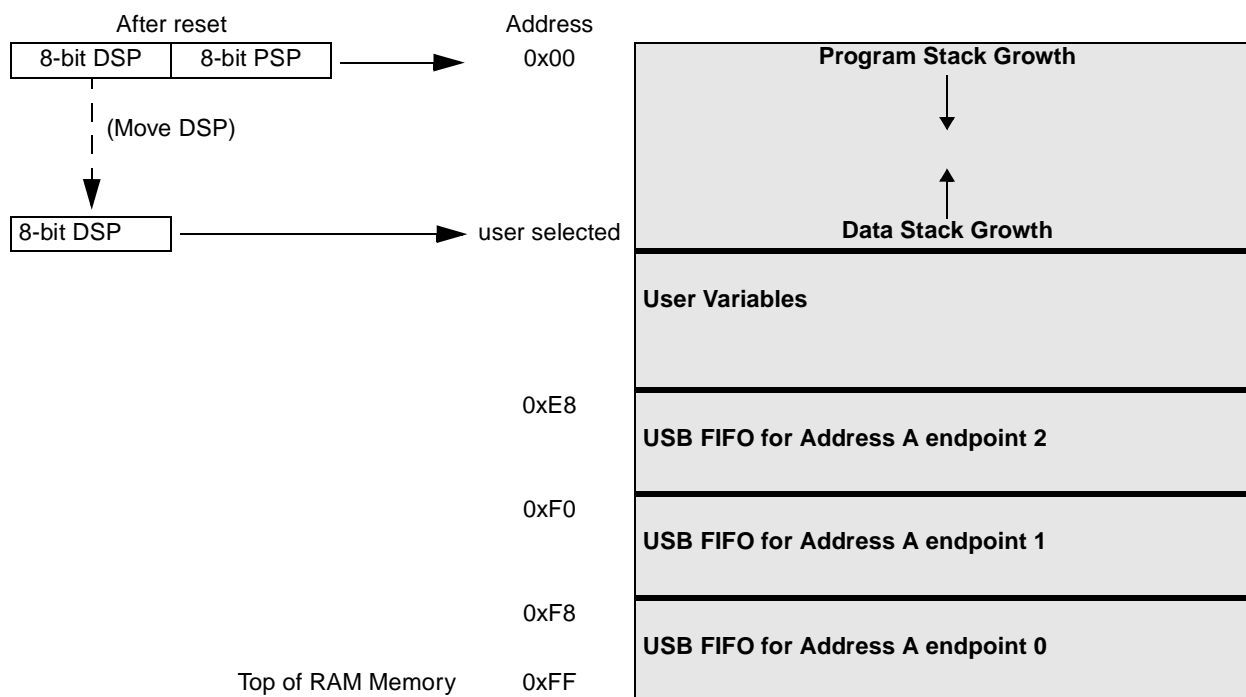 After reset
Address
8-bit DSP 8-bit PSP
0x00
Program Stack Growth
(Move DSP)
8-bit DSP
user selected
Data Stack Growth
User Variables
0xE8
USB FIFO for Address A endpoint 2
0xF0
USB FIFO for Address A endpoint 1
0xF8
USB FIFO for Address A endpoint 0
Top of RAM Memory 0xFF